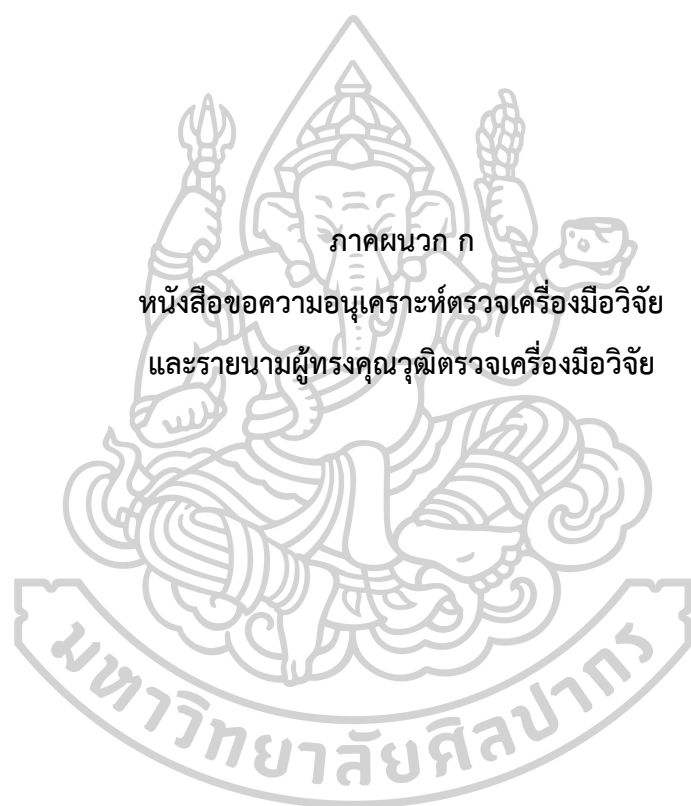 ภาคผนวก ก
หนังสือขอความอนุเคราะห์ตรวจเครื่องมือวิจัย
และรายนามผู้ทรงคุณวุฒิตรวจเครื่องมือวิจัย
มหาวิทยาลัยศิลปากร